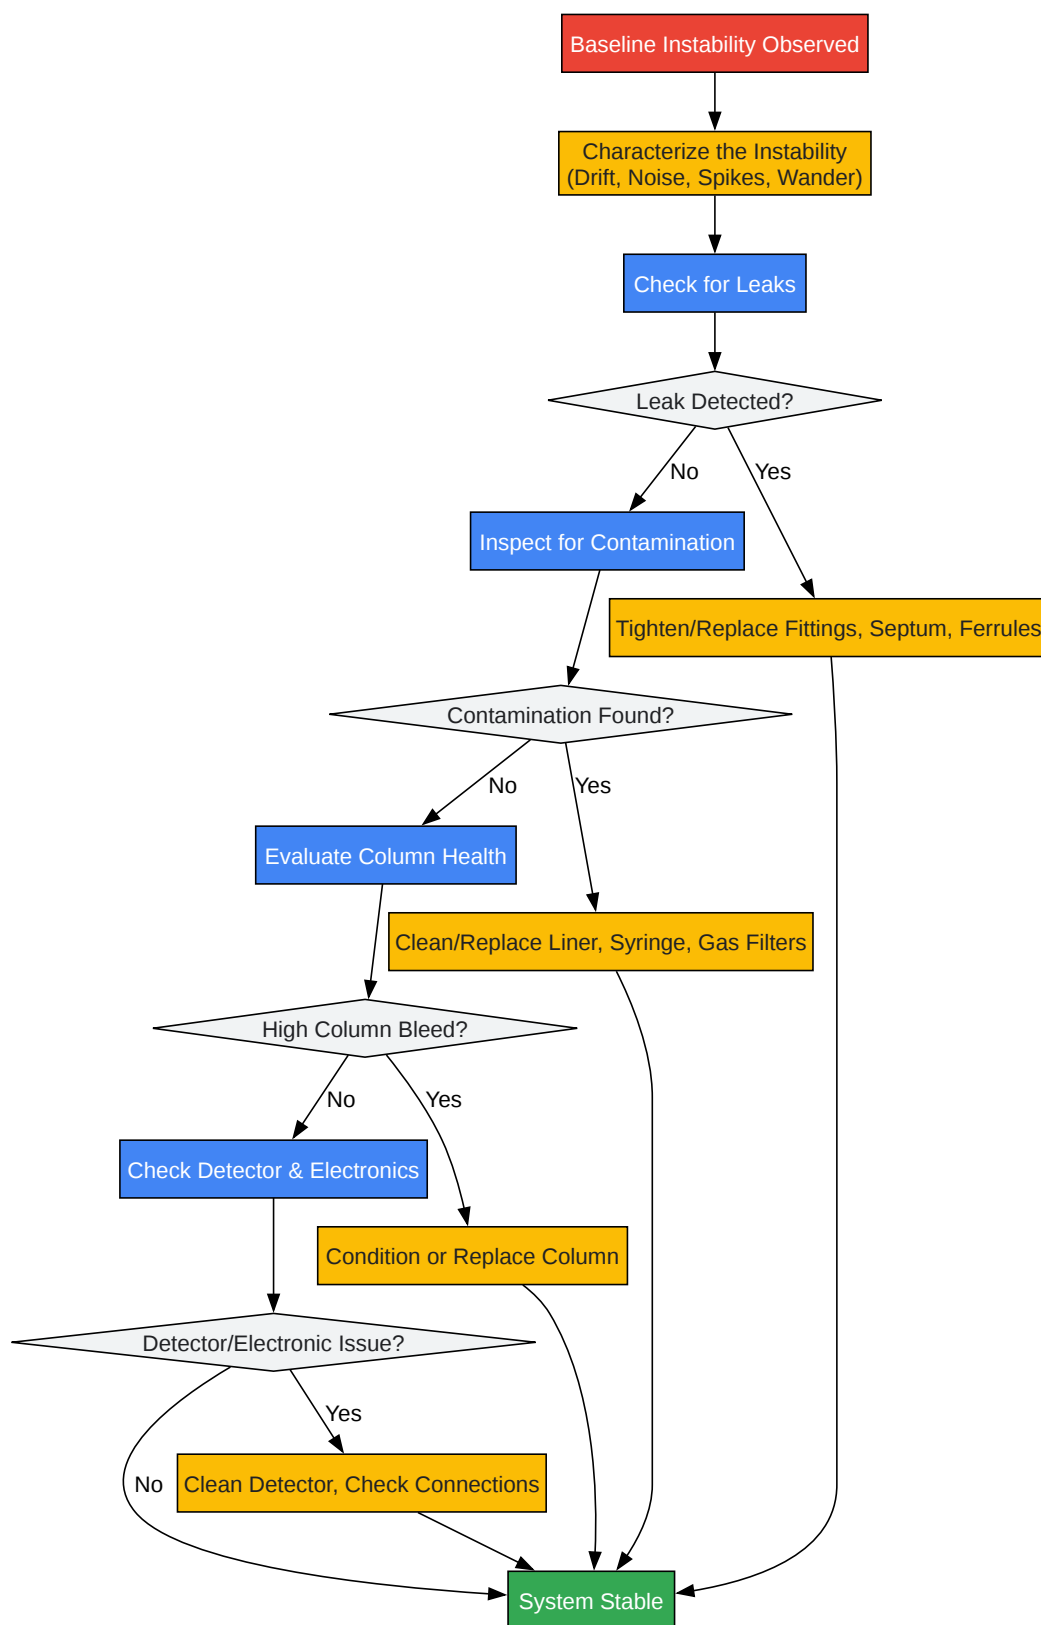 Baseline Instability Observed
Characterize the Instability
(Drift, Noise, Spikes, Wander)
Check for Leaks
Leak Detected?
No
Yes
Inspect for Contamination
Tighten/Replace Fittings, Septum, Ferrules
Contamination Found?
No
Yes
Evaluate Column Health
Clean/Replace Liner, Syringe, Gas Filters
High Column Bleed?
No
Yes
Check Detector & Electronics
Condition or Replace Column
Detector/Electronic Issue?
Yes
No
Clean Detector, Check Connections
System Stable